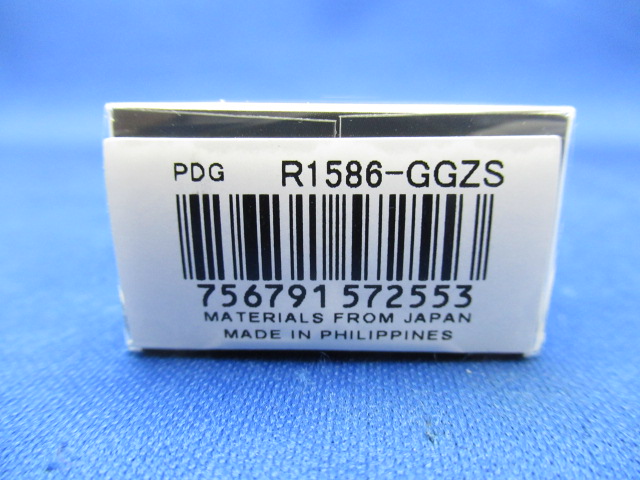 PDG R1586-GGZS
756791 572553
MATERIALS FROM JAPAN
MADE IN PHILIPPINES